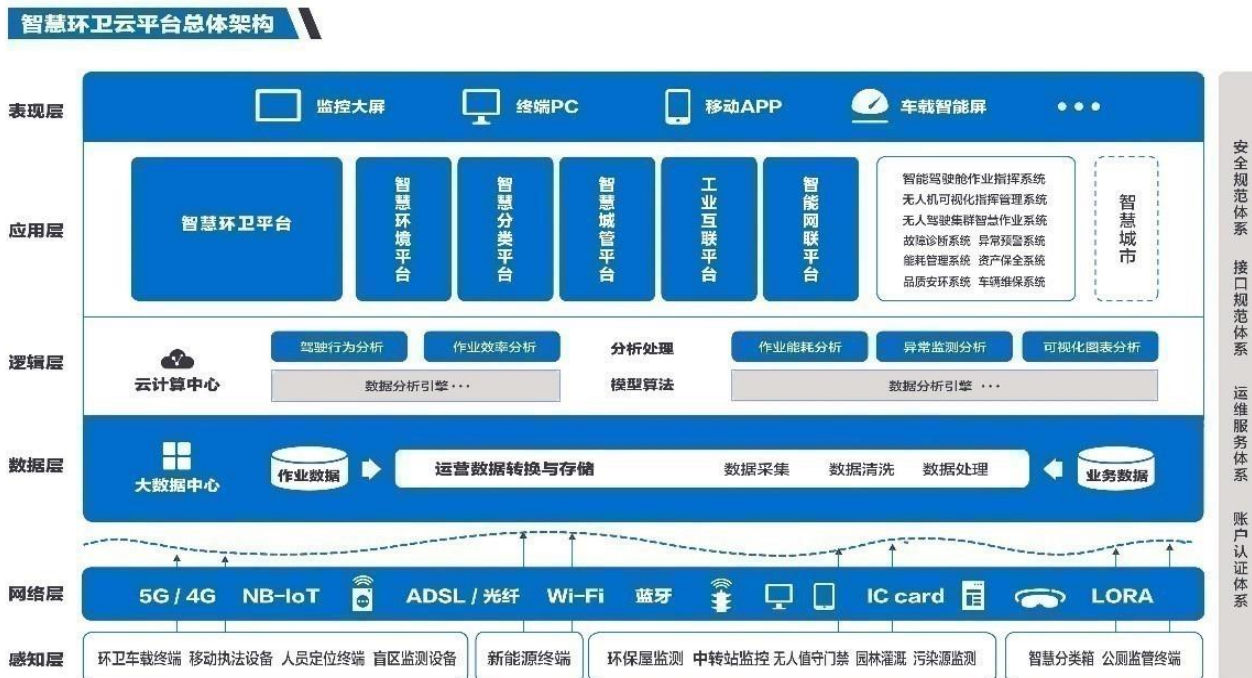 智慧环卫云平台总体架构
表现层
监控大屏 终端PC 移动APP 车载智能屏 •••
应用层
智慧环卫平台
智慧环境平台
智慧分类平台
智慧城管平台
工业互联平台
智能网联平台
智能驾驶舱作业指挥系统
无人机可视化指挥管理系统
无人驾驶集群智慧作业系统
故障诊断系统 异常预警系统
能耗管理系统 资产保全系统
品质安环系统 车辆维保系统
智慧城市
逻辑层
云计算中心
驾驶行为分析 作业效率分析 分析处理 作业能耗分析 异常监测分析 可视化图表分析
数据分析引擎··· 模型算法 数据分析引擎 ···
数据层
大数据中心
作业数据 运营数据转换与存储 数据采集 数据清洗 数据处理 业务数据
网络层
5G / 4G NB-IoT ADSL / 光纤 Wi-Fi 蓝牙 IC card LORA
感知层
环卫车载终端 移动执法设备 人员定位终端 盲区监测设备 新能源终端 环保屋监测 中转站监控 无人值守门禁 园林灌溉 污染源监测 智慧分类箱 公厕监管终端
安全规范体系
接口规范体系
运维服务体系
账户认证体系